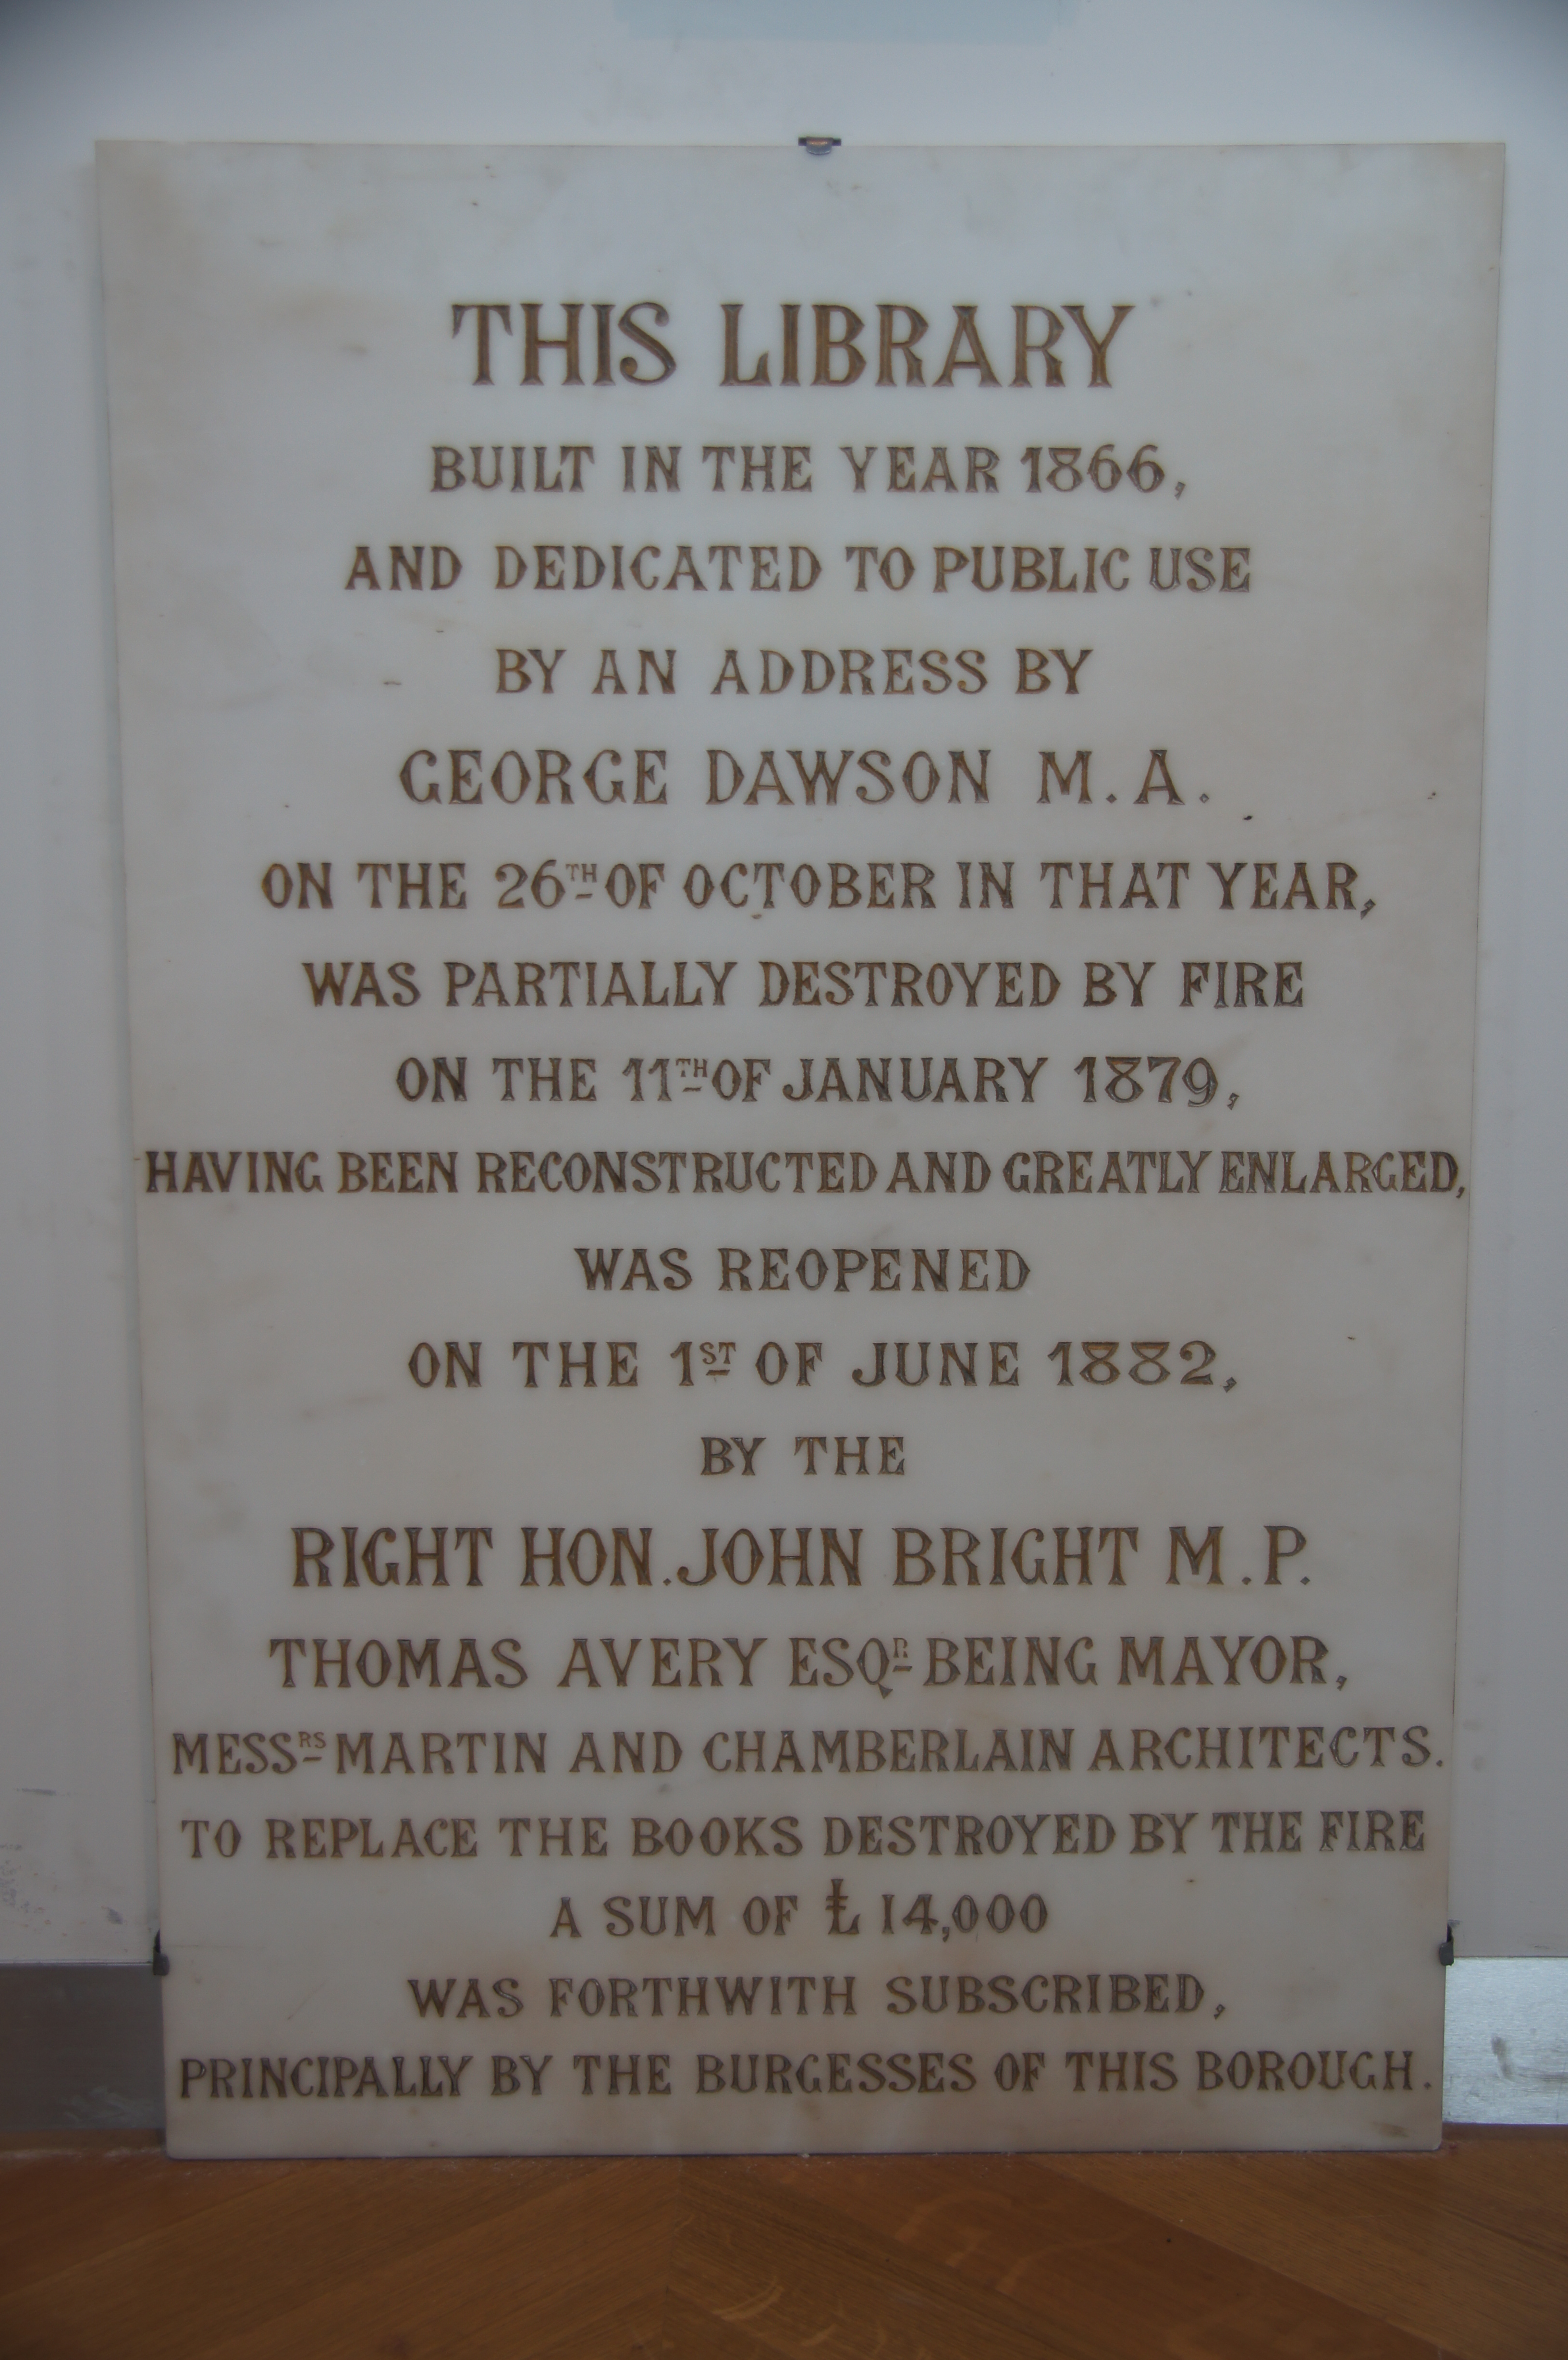 THIS LIBRARY
BUILT IN THE YEAR 1866,
AND DEDICATED TO PUBLIC USE
BY AN ADDRESS BY
GEORGE DAWSON M.A.
ON THE 26TH OF OCTOBER IN THAT YEAR,
WAS PARTIALLY DESTROYED BY FIRE
ON THE 11TH OF JANUARY 1879,
HAVING BEEN RECONSTRUCTED AND GREATLY ENLARGED,
WAS REOPENED
ON THE 1ST OF JUNE 1882,
BY THE
RIGHT HON. JOHN BRIGHT M.P.
THOMAS AVERY ESQR BEING MAYOR,
MESSRS MARTIN AND CHAMBERLAIN ARCHITECTS.
TO REPLACE THE BOOKS DESTROYED BY THE FIRE
A SUM OF £14,000
WAS FORTHWITH SUBSCRIBED,
PRINCIPALLY BY THE BURGESSES OF THIS BOROUGH.